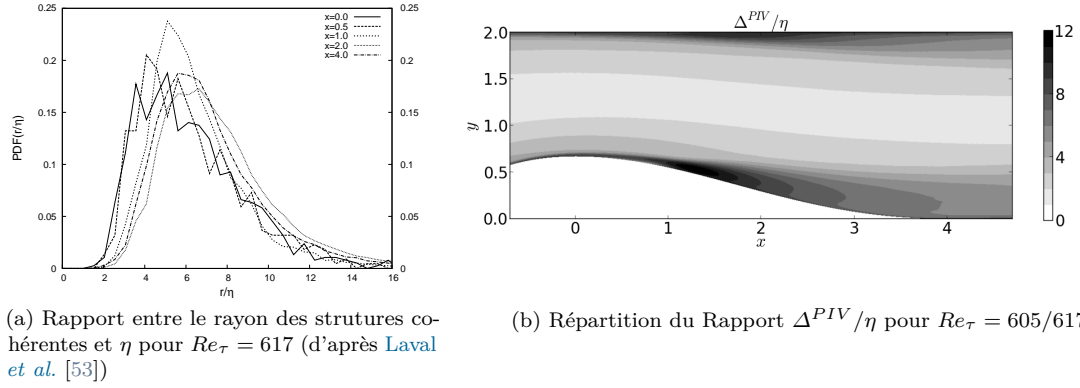 0.25
0.2
0.15
0.1
0.05
0
PDF(r/η)
0 2 4 6 8 10 12 14 16
r/η
0.25
0.2
0.15
0.1
0.05
0
x=0.0
x=0.5
x=1.0
x=2.0
x=4.0
(a) Rapport entre le rayon des strutures co-
hérentes et η pour Reτ = 617 (d'après Laval
et al. [53])
Δ^PIV/η
2.0
1.5
1.0
0.5
0.0
y
0 1 2 3 4
x
12
8
4
0
(b) Répartition du Rapport Δ^PIV/η pour Reτ = 605/617